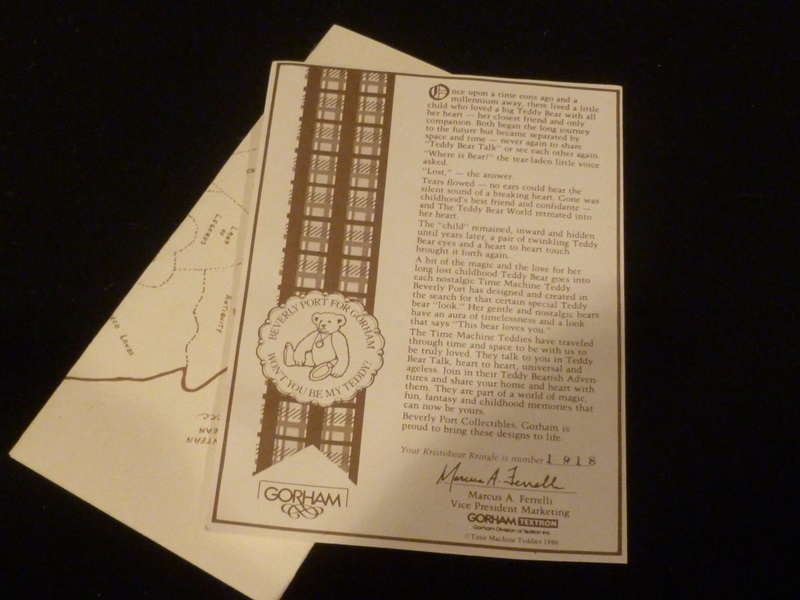 Once upon a time eons ago and a
millennium away, there lived a little
child who loved a big Teddy Bear with all
her heart — her closest friend and only
companion. Both began the long journey
to the future but became separated by
space and time — never again to share
"Teddy Bear Talk" or see each other again.
"Where is Bear?" the tear-laden little voice
asked.
"Lost," — the answer.
Tears flowed — no ears could hear the
silent sound of a breaking heart. Gone was
childhood's best friend and confidante —
and The Teddy Bear World retreated into
her heart.
The "child" remained, inward and hidden
until years later, a pair of twinkling Teddy
Bear eyes and a heart to heart touch
brought it forth again.
A bit of the magic and the love for her
long lost childhood Teddy Bear goes into
each nostalgic Time Machine Teddy
Beverly Port has designed and created in
the search for that certain special Teddy
bear "look." Her gentle and nostalgic bears
have an aura of timelessness and a look
that says "This bear loves you."
The Time Machine Teddies have traveled
through time and space to be with us to
be truly loved. They talk to you in Teddy
Bear Talk, heart to heart, universal and
ageless. Join in their Teddy Bearish Adven-
tures and share your home and heart with
them. They are part of a world of magic,
fun, fantasy and childhood memories that
can now be yours.
Beverly Port Collectibles, Gorham is
proud to bring these designs to life.
Your Kristobear Kringle is number 1918
Marcus A. Ferrelli
Marcus A. Ferrelli
Vice President Marketing
GORHAM TEXTRON
Gorham Division of Textron Inc.
© Time Machine Teddies 1986
BEVERLY PORT FOR GORHAM
WON'T YOU BE MY TEDDY?
GORHAM
LAND
OF
LEGENDS
ANTIQUITY
LANDS